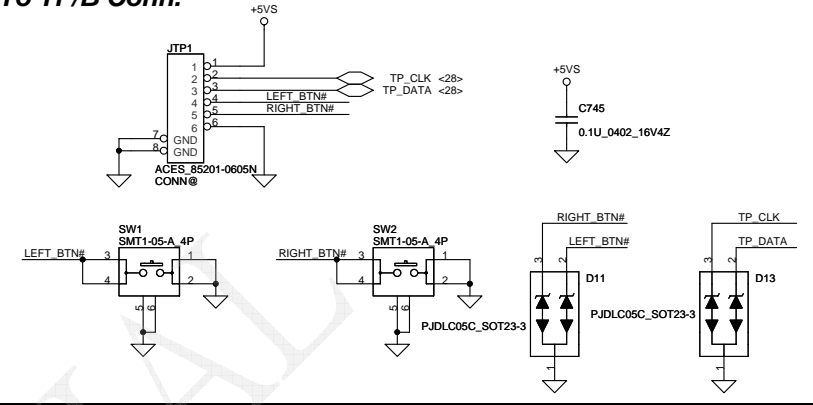 To TP/B Conn.
+5VS
JTP1
1 1
2 2
3 3
4 4
5 5
6 6
7 GND
8 GND
TP_CLK <28>
TP_DATA <28>
LEFT_BTN#
RIGHT_BTN#
ACES_85201-0605N
CONN@
+5VS
C745
0.1U_0402_16V4Z
SW1
SMT1-05-A_4P
LEFT_BTN#
3 1
4 2
5 6
SW2
SMT1-05-A_4P
RIGHT_BTN#
3 1
4 2
5 6
RIGHT_BTN#
LEFT_BTN#
3 2
D11
PJDLC05C_SOT23-3
1
TP_CLK
TP_DATA
3 2
D13
PJDLC05C_SOT23-3
1